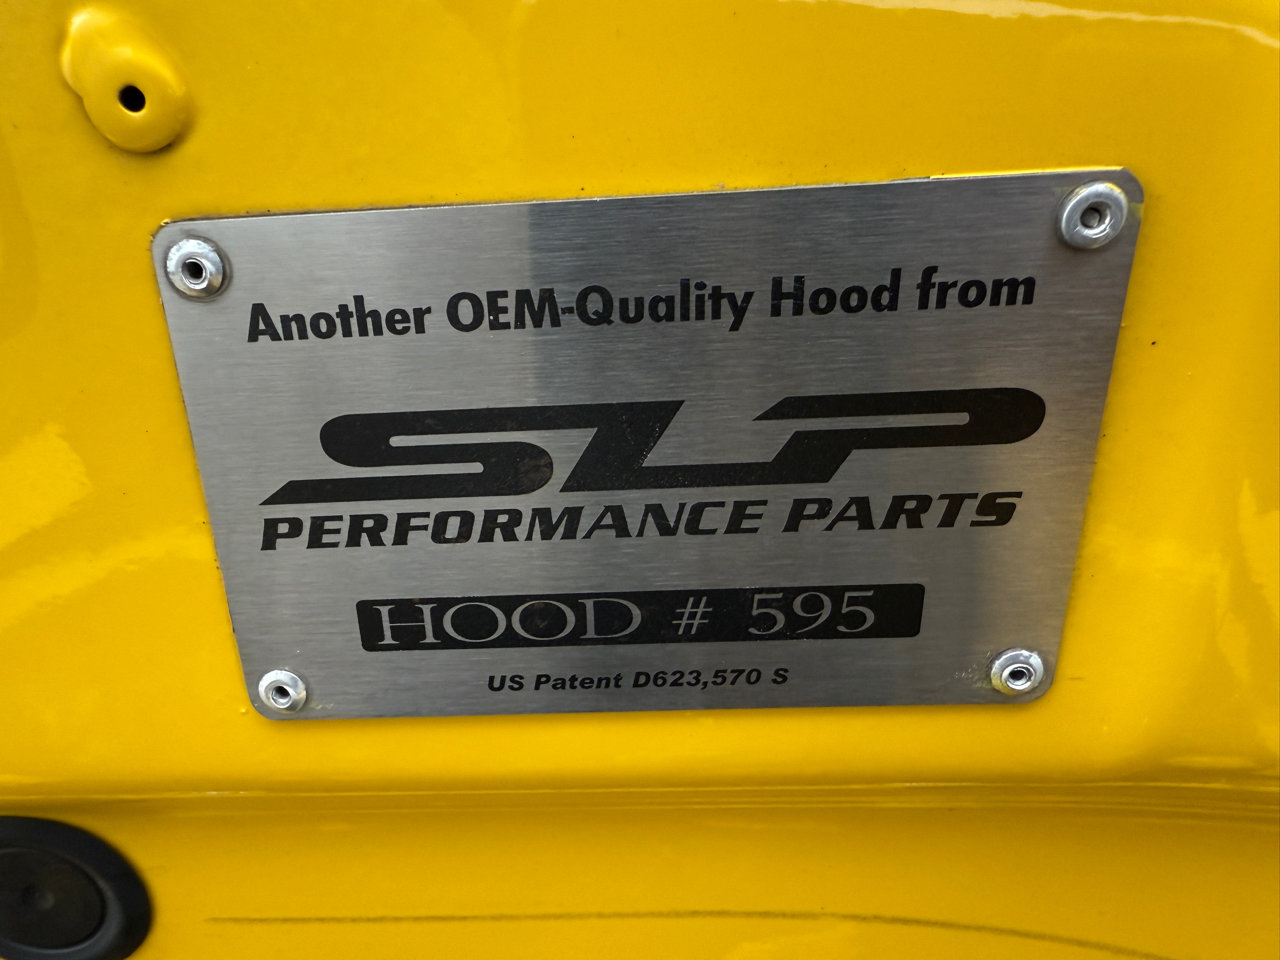 Another OEM-Quality Hood from
SLP
PERFORMANCE PARTS
HOOD # 595
US Patent D623,570 S